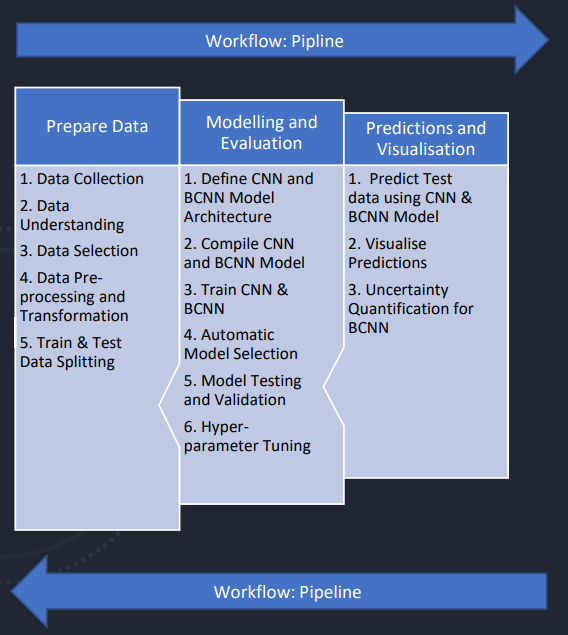 Workflow: Pipline
Prepare Data
1. Data Collection
2. Data
Understanding
3. Data Selection
4. Data Pre-
processing and
Transformation
5. Train & Test
Data Splitting
Modelling and
Evaluation
1. Define CNN and
BCNN Model
Architecture
2. Compile CNN
and BCNN Model
3. Train CNN &
BCNN
4. Automatic
Model Selection
5. Model Testing
and Validation
6. Hyper-
parameter Tuning
Predictions and
Visualisation
1. Predict Test
data using CNN &
BCNN Model
2. Visualise
Predictions
3. Uncertainty
Quantification for
BCNN
Workflow: Pipeline